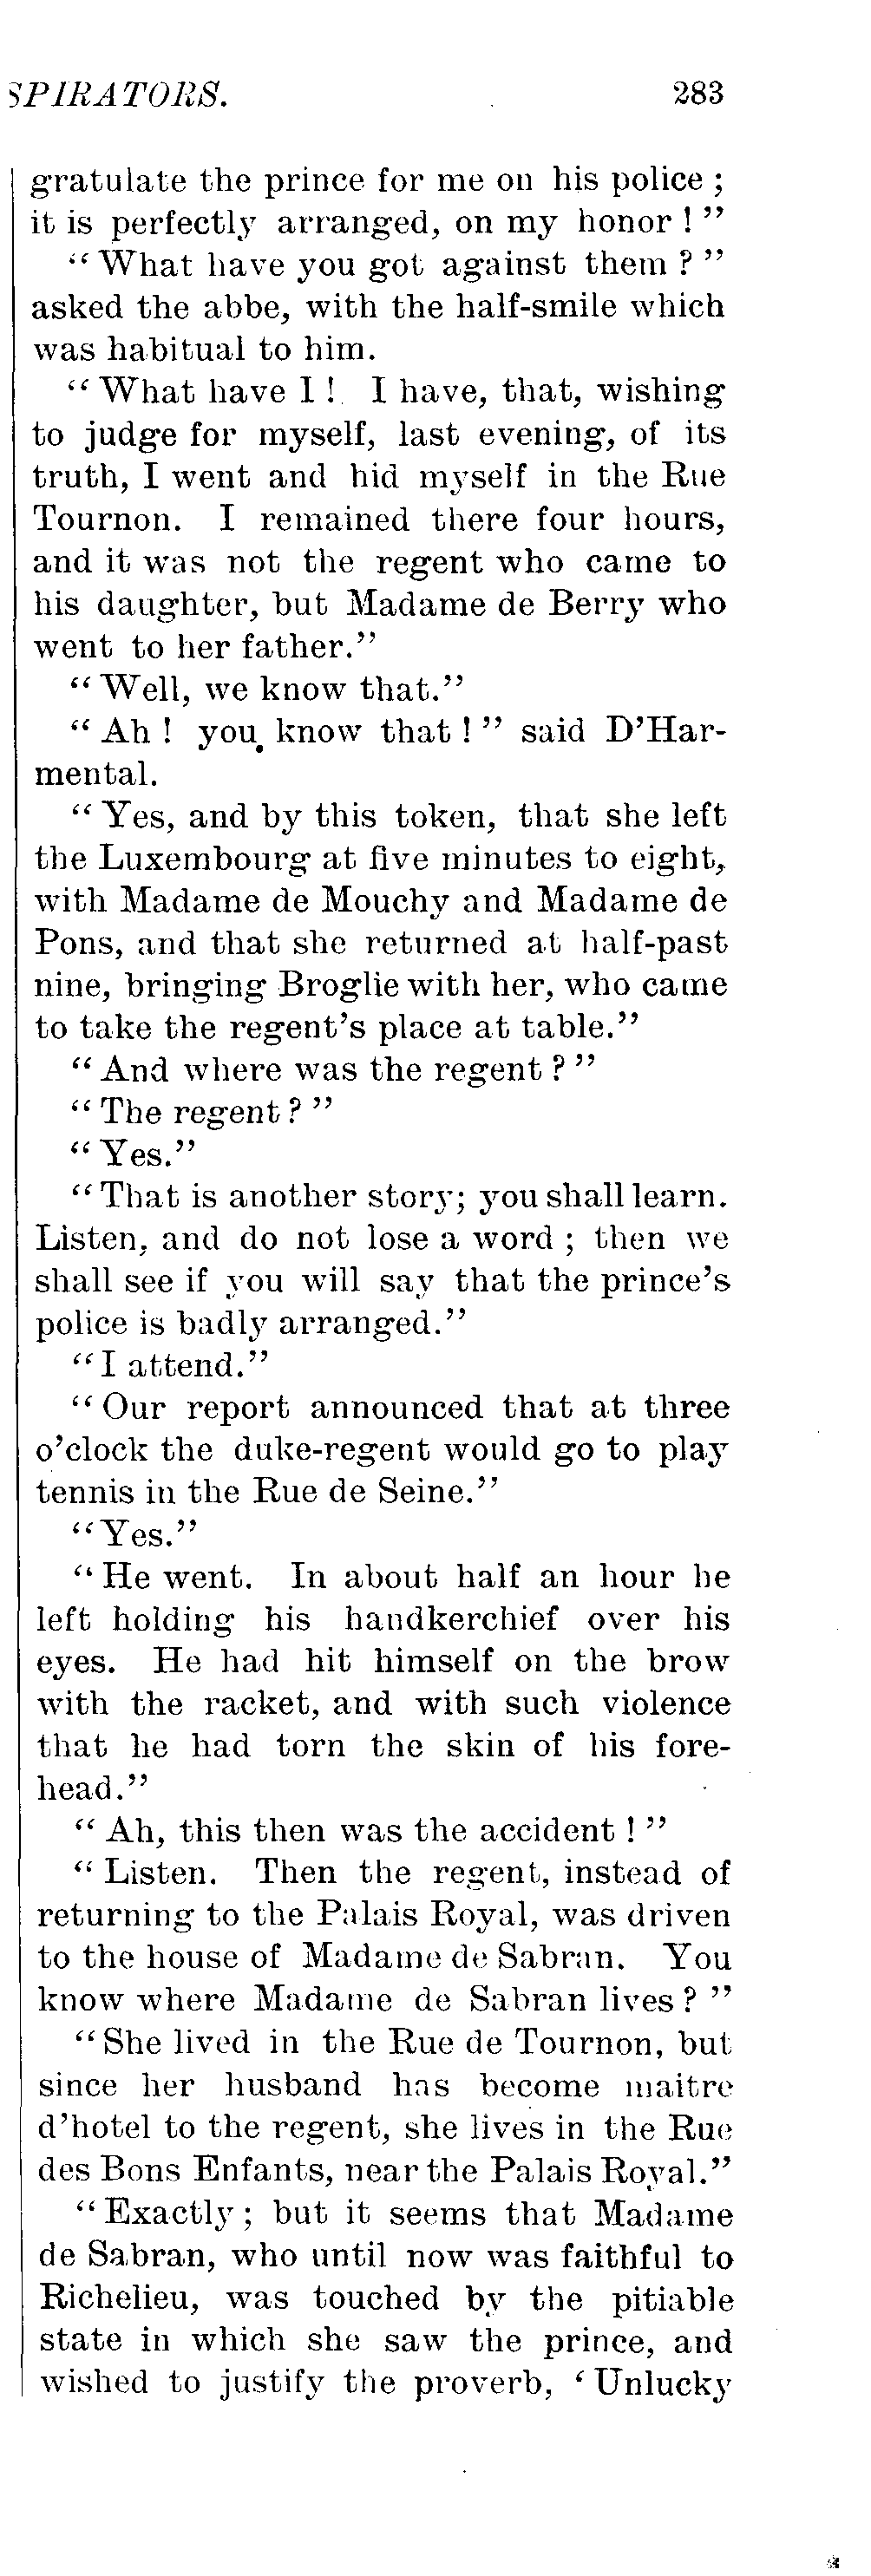 SPIRATORS. 283
gratulate the prince for me on his police ;
it is perfectly arranged, on my honor ! ”
“ What have you got against them ? ”
asked the abbe, with the half-smile which
was habitual to him.
“ What have I ! I have, that, wishing
to judge for myself, last evening, of its
truth, I went and hid myself in the Rue
Tournon. I remained there four hours,
and it was not the regent who came to
his daughter, but Madame de Berry who
went to her father.”
“ Well, we know that.”
“ Ah ! you know that ! ” said D’Har-
mental.
“ Yes, and by this token, that she left
the Luxembourg at five minutes to eight,
with Madame de Mouchy and Madame de
Pons, and that she returned at half-past
nine, bringing Broglie with her, who came
to take the regent’s place at table.”
“ And where was the regent ? ”
“ The regent ? ”
“ Yes.”
“ That is another story; you shall learn.
Listen, and do not lose a word ; then we
shall see if you will say that the prince’s
police is badly arranged.”
“ I attend.”
“ Our report announced that at three
o’clock the duke-regent would go to play
tennis in the Rue de Seine.”
“ Yes.”
“ He went. In about half an hour he
left holding his handkerchief over his
eyes. He had hit himself on the brow
with the racket, and with such violence
that he had torn the skin of his fore-
head.”
“ Ah, this then was the accident ! ”
“ Listen. Then the regent, instead of
returning to the Palais Royal, was driven
to the house of Madame de Sabran. You
know where Madame de Sabran lives ? ”
“ She lived in the Rue de Tournon, but
since her husband has become maitre
d’hotel to the regent, she lives in the Rue
des Bons Enfants, near the Palais Royal.”
“ Exactly ; but it seems that Madame
de Sabran, who until now was faithful to
Richelieu, was touched by the pitiable
state in which she saw the prince, and
wished to justify the proverb, ‘ Unlucky